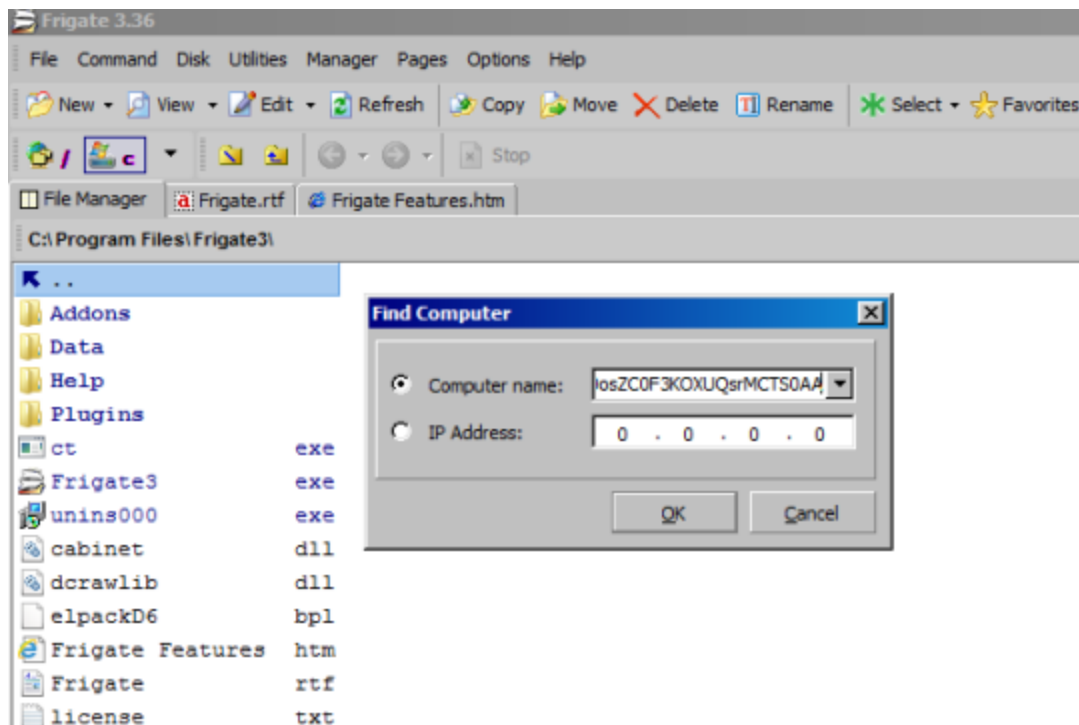 Frigate 3.36
File Command Disk Utilities Manager Pages Options Help
New View Edit Refresh Copy Move Delete Rename Select Favorites
/ c Stop
File Manager Frigate.rtf Frigate Features.htm
C:\Program Files\Frigate3\
..
Addons
Data
Help
Plugins
ct exe
Frigate3 exe
unins000 exe
cabinet dll
dcrawlib dll
elpackD6 bpl
Frigate Features htm
Frigate rtf
license txt
Find Computer
Computer name:
IP Address: 0 . 0 . 0 . 0
OK Cancel